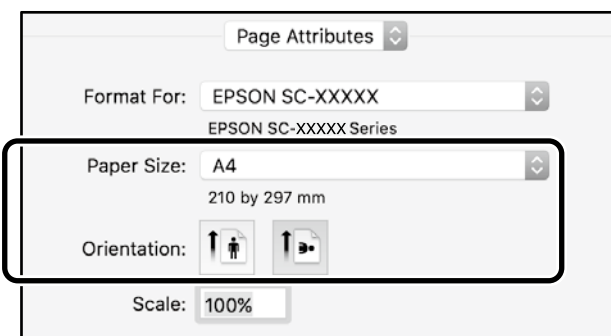 Page Attributes
Format For: EPSON SC-XXXXX
EPSON SC-XXXXX Series
Paper Size: A4
210 by 297 mm
Orientation:
Scale: 100%